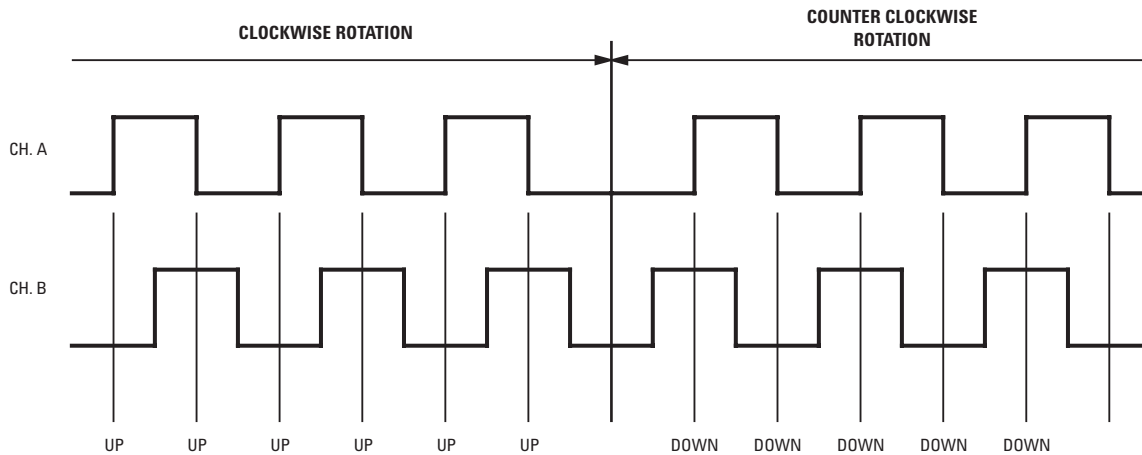 CLOCKWISE ROTATION
COUNTER CLOCKWISE
ROTATION
CH. A
CH. B
UP UP UP UP UP UP DOWN DOWN DOWN DOWN DOWN